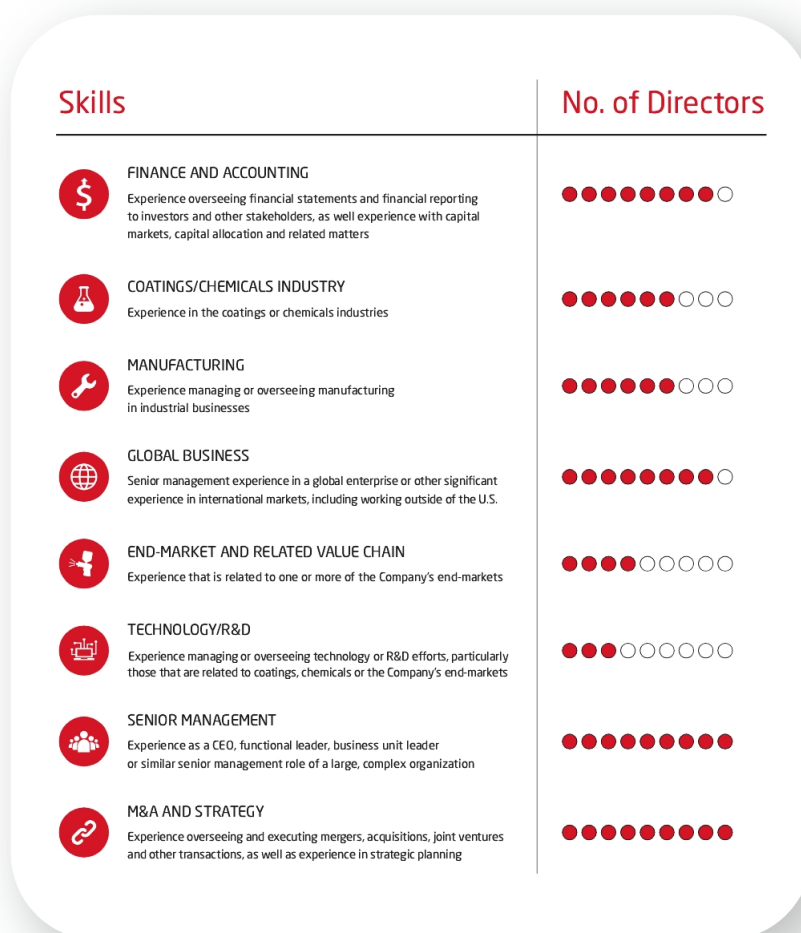 Skills
No. of Directors
FINANCE AND ACCOUNTING
Experience overseeing financial statements and financial reporting
to investors and other stakeholders, as well experience with capital
markets, capital allocation and related matters
COATINGS/CHEMICALS INDUSTRY
Experience in the coatings or chemicals industries
MANUFACTURING
Experience managing or overseeing manufacturing
in industrial businesses
GLOBAL BUSINESS
Senior management experience in a global enterprise or other significant
experience in international markets, including working outside of the U.S.
END-MARKET AND RELATED VALUE CHAIN
Experience that is related to one or more of the Company's end-markets
TECHNOLOGY/R&D
Experience managing or overseeing technology or R&D efforts, particularly
those that are related to coatings, chemicals or the Company's end-markets
SENIOR MANAGEMENT
Experience as a CEO, functional leader, business unit leader
or similar senior management role of a large, complex organization
M&A AND STRATEGY
Experience overseeing and executing mergers, acquisitions, joint ventures
and other transactions, as well as experience in strategic planning